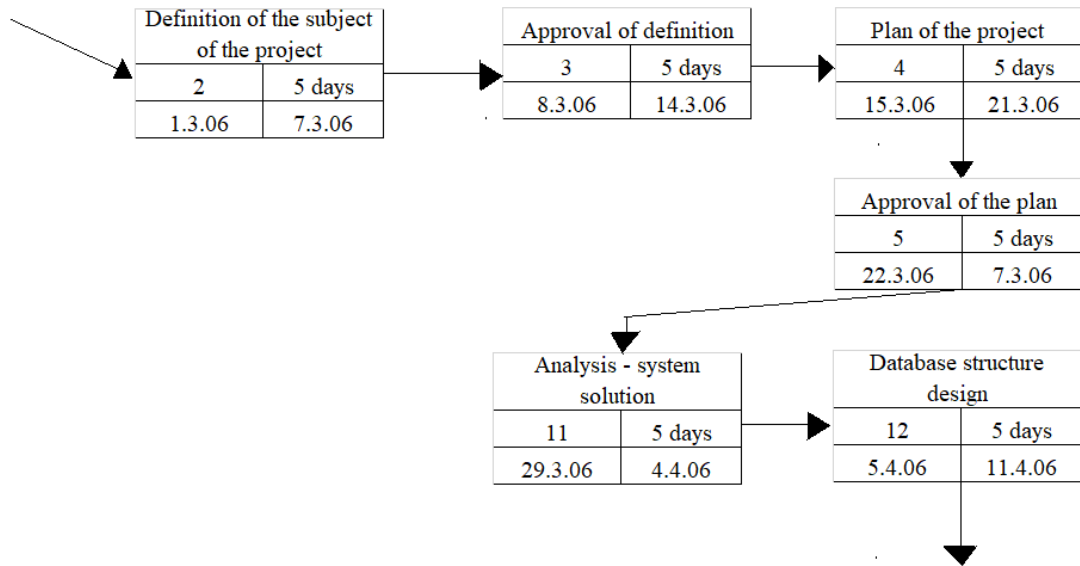 Definition of the subject
of the project
2 5 days
1.3.06 7.3.06
Approval of definition
3 5 days
8.3.06 14.3.06
Plan of the project
4 5 days
15.3.06 21.3.06
Approval of the plan
5 5 days
22.3.06 7.3.06
Analysis - system
solution
11 5 days
29.3.06 4.4.06
Database structure
design
12 5 days
5.4.06 11.4.06